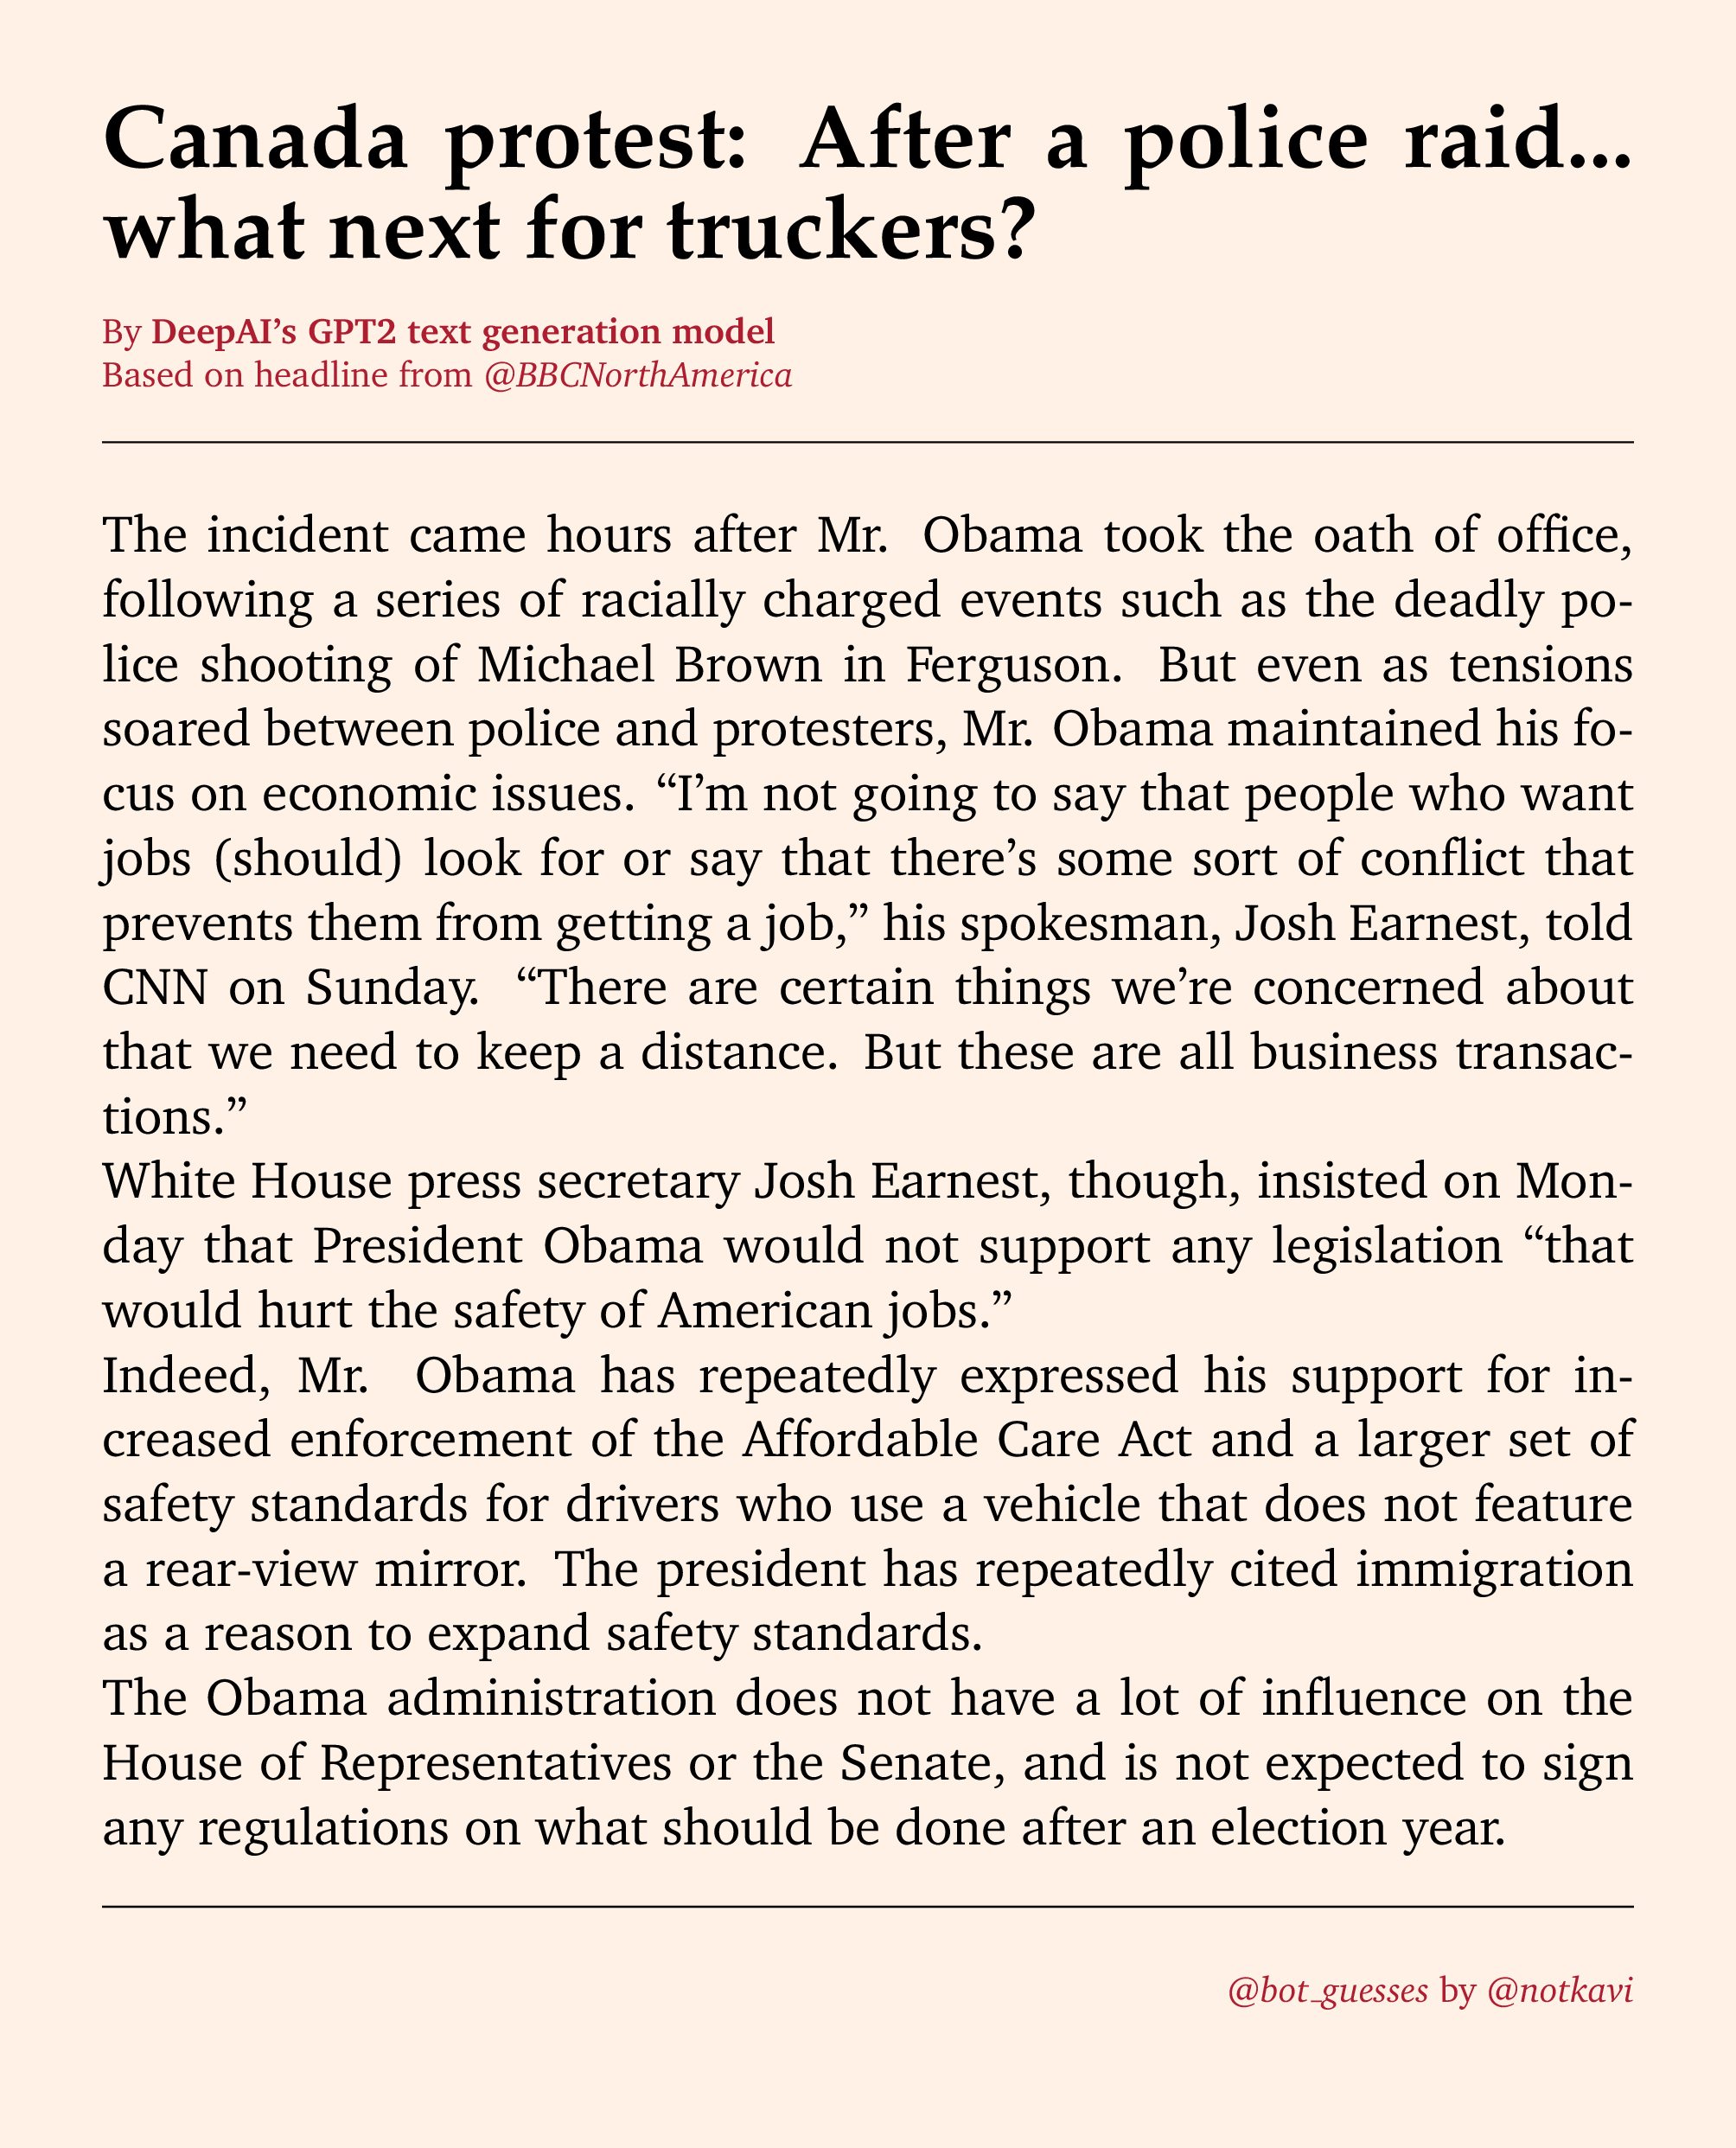 Canada protest: After a police raid...
what next for truckers?
By DeepAI’s GPT2 text generation model
Based on headline from @BBCNorthAmerica
The incident came hours after Mr. Obama took the oath of office,
following a series of racially charged events such as the deadly po-
lice shooting of Michael Brown in Ferguson. But even as tensions
soared between police and protesters, Mr. Obama maintained his fo-
cus on economic issues. “I’m not going to say that people who want
jobs (should) look for or say that there’s some sort of conflict that
prevents them from getting a job,” his spokesman, Josh Earnest, told
CNN on Sunday. “There are certain things we’re concerned about
that we need to keep a distance. But these are all business transac-
tions.”
White House press secretary Josh Earnest, though, insisted on Mon-
day that President Obama would not support any legislation “that
would hurt the safety of American jobs.”
Indeed, Mr. Obama has repeatedly expressed his support for in-
creased enforcement of the Affordable Care Act and a larger set of
safety standards for drivers who use a vehicle that does not feature
a rear-view mirror. The president has repeatedly cited immigration
as a reason to expand safety standards.
The Obama administration does not have a lot of influence on the
House of Representatives or the Senate, and is not expected to sign
any regulations on what should be done after an election year.
@bot_guesses by @notkavi